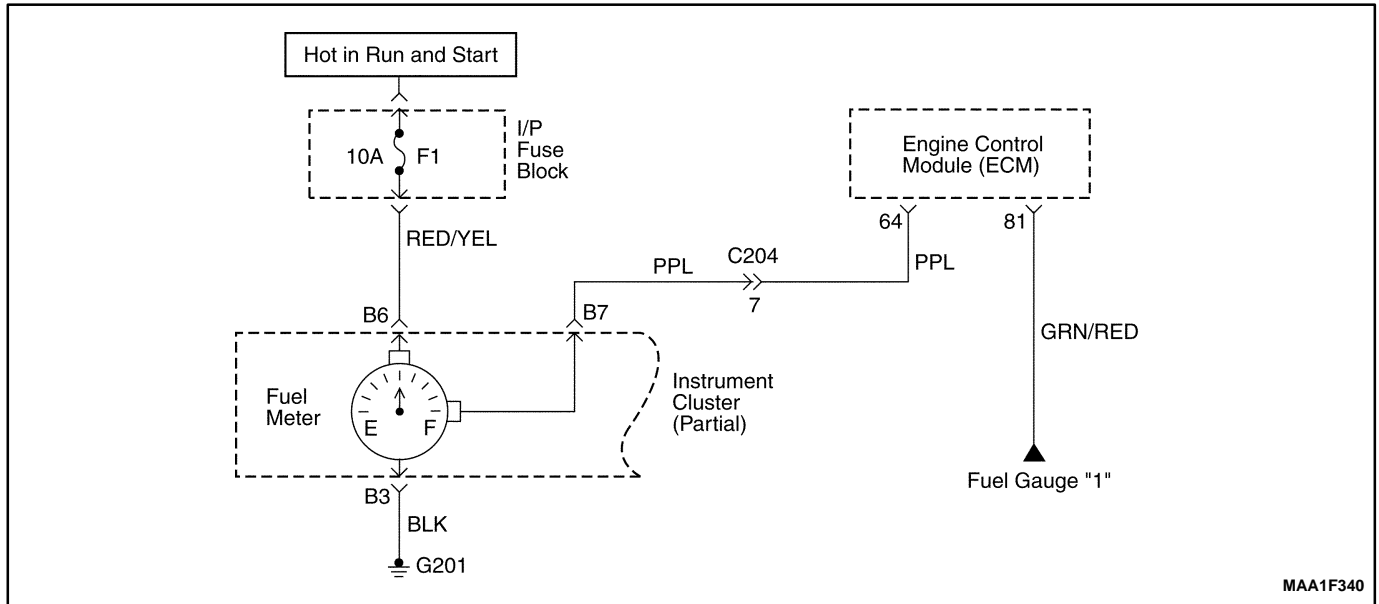 Hot in Run and Start
10A
F1
I/P
Fuse
Block
RED/YEL
Engine Control
Module (ECM)
64
81
C204
PPL
7
PPL
B6
B7
GRN/RED
Fuel
Meter
E
F
Instrument
Cluster
(Partial)
Fuel Gauge "1"
B3
BLK
G201
MAA1F340